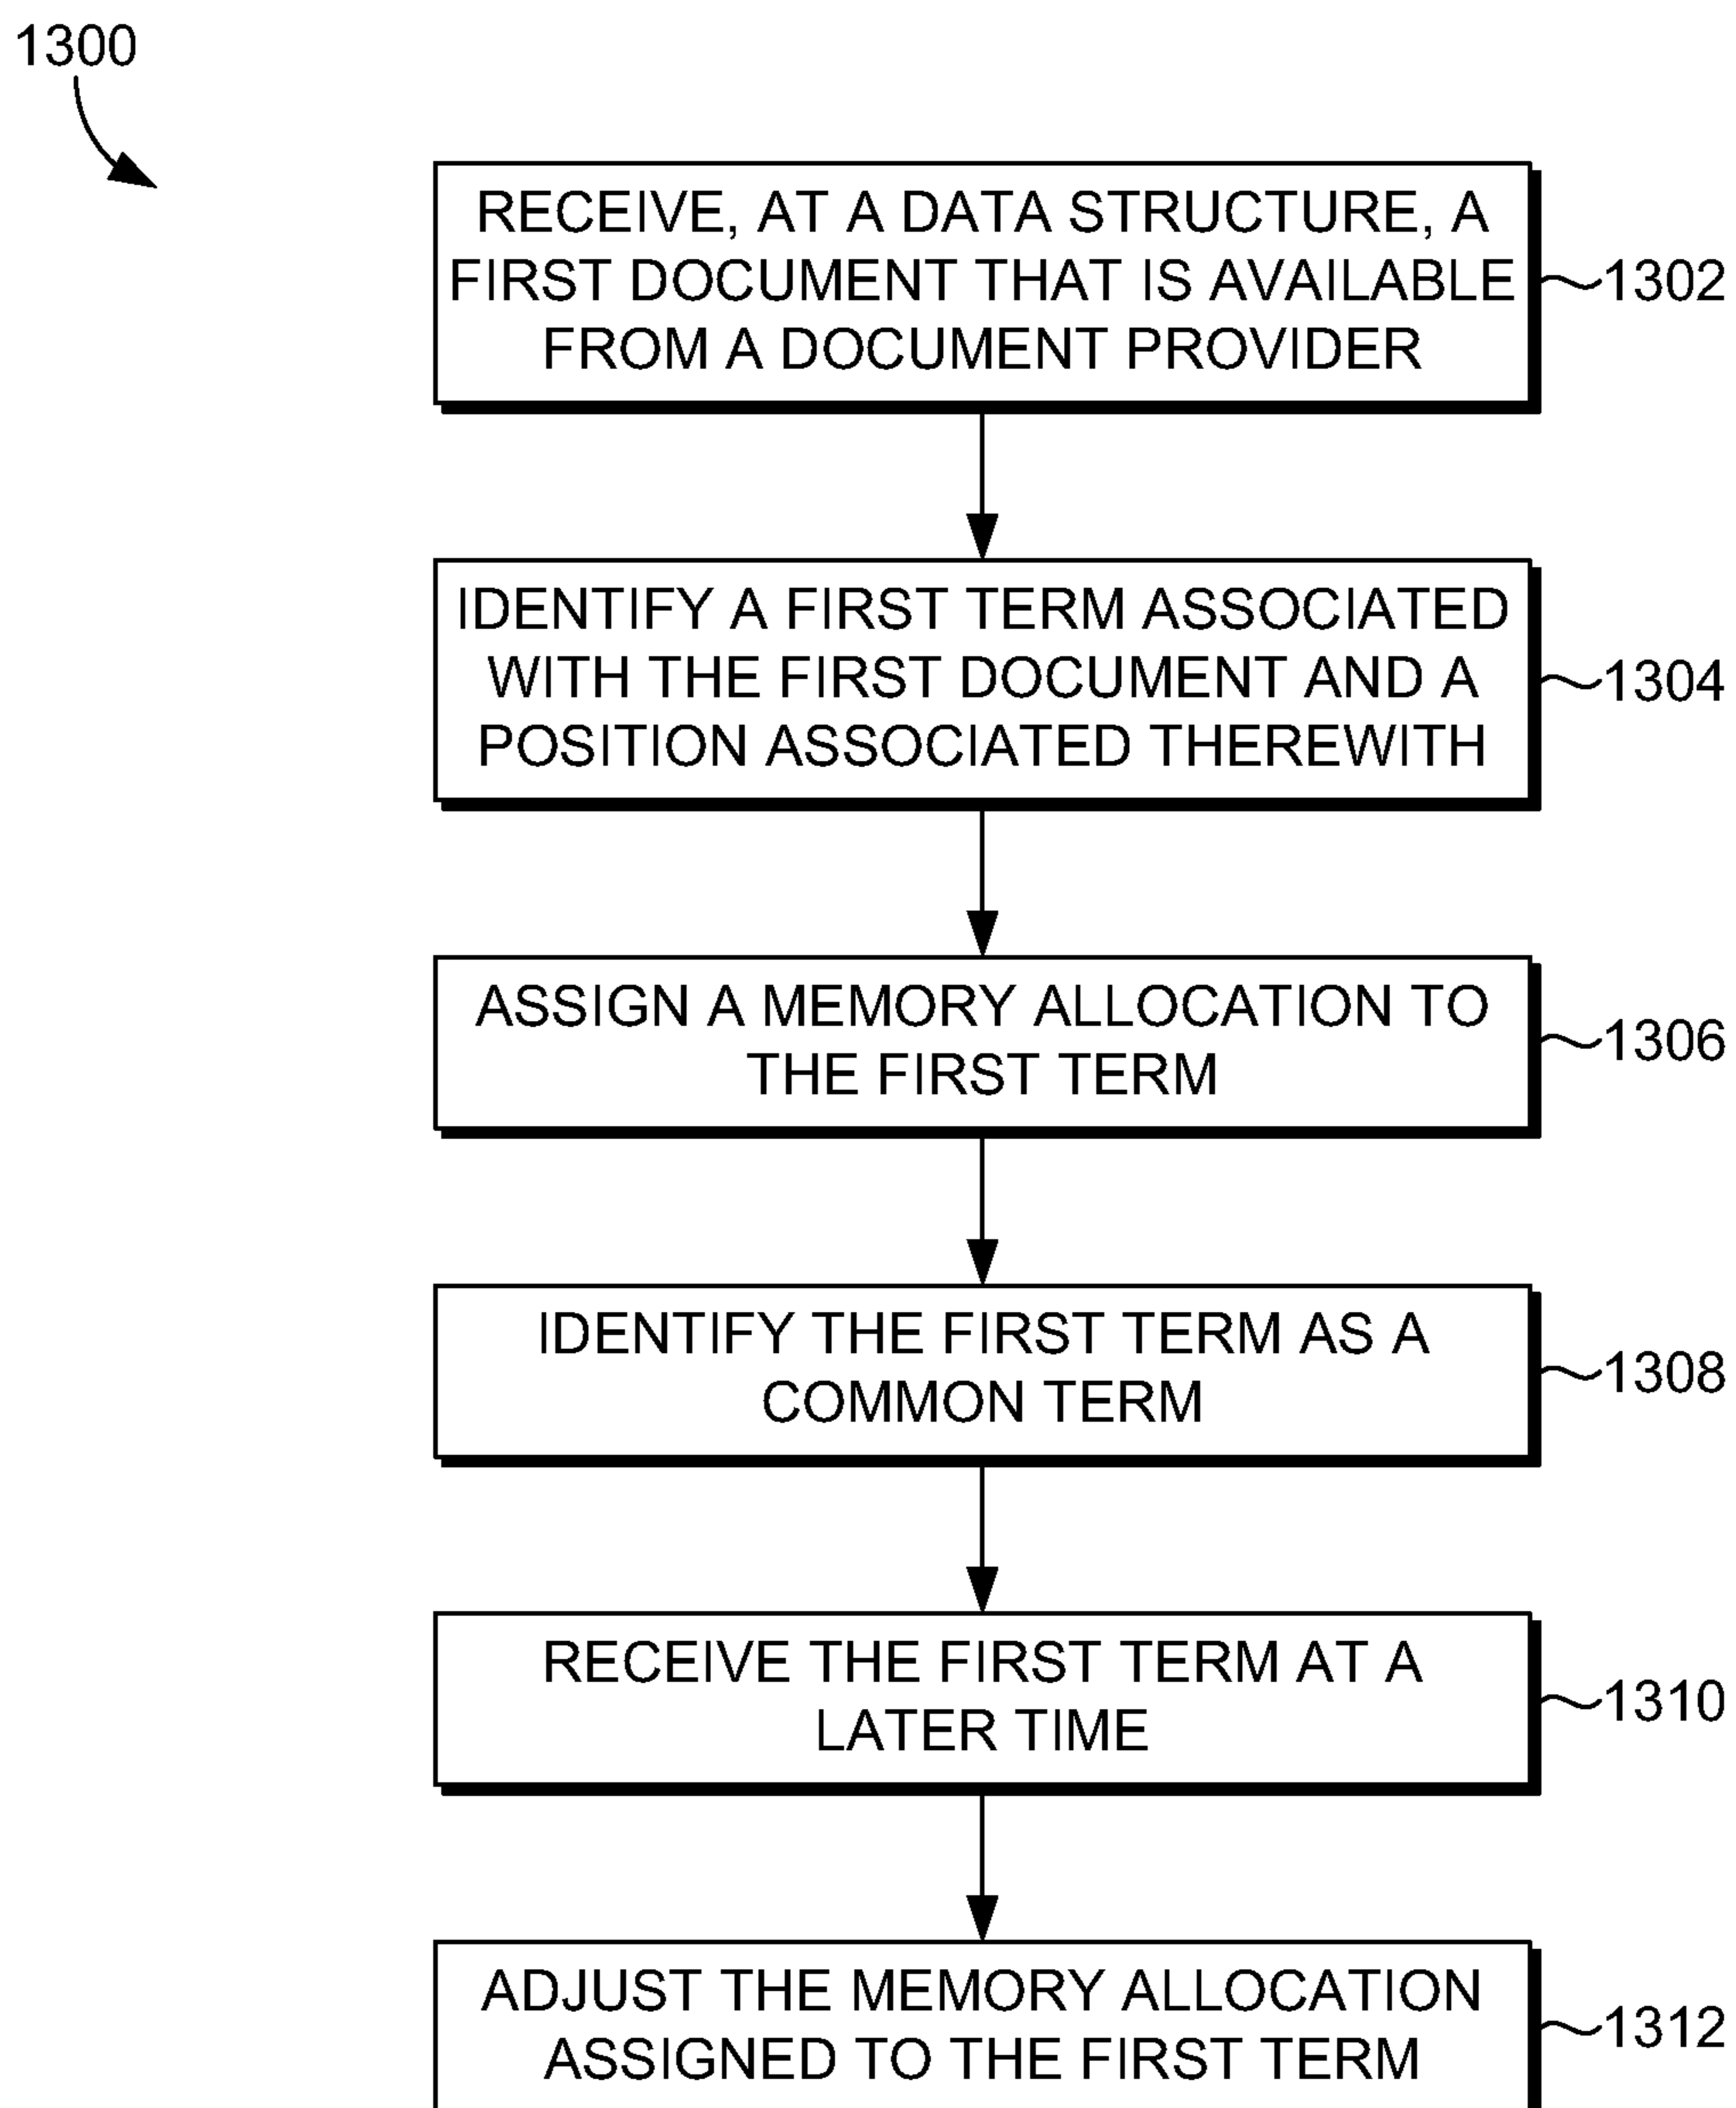 1300
RECEIVE, AT A DATA STRUCTURE, A
FIRST DOCUMENT THAT IS AVAILABLE
FROM A DOCUMENT PROVIDER
1302
IDENTIFY A FIRST TERM ASSOCIATED
WITH THE FIRST DOCUMENT AND A
POSITION ASSOCIATED THEREWITH
1304
ASSIGN A MEMORY ALLOCATION TO
THE FIRST TERM
1306
IDENTIFY THE FIRST TERM AS A
COMMON TERM
1308
RECEIVE THE FIRST TERM AT A
LATER TIME
1310
ADJUST THE MEMORY ALLOCATION
ASSIGNED TO THE FIRST TERM
1312